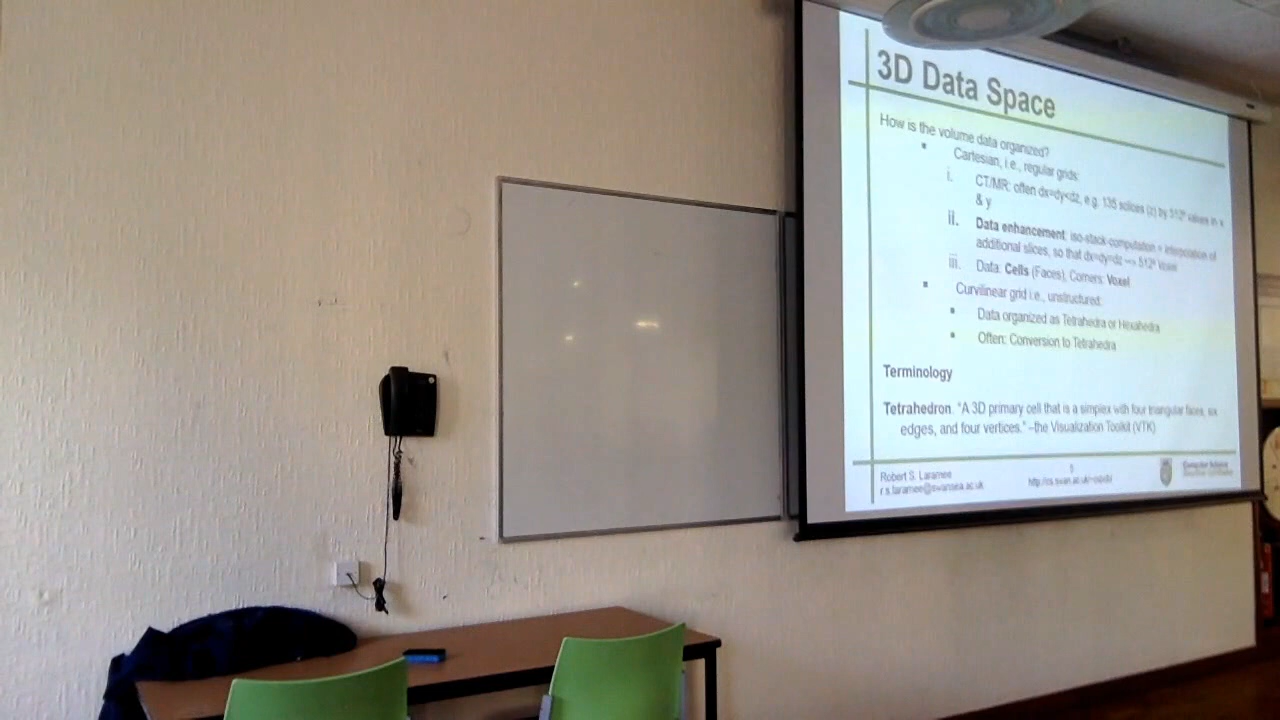 3D Data Space
How is the volume data organized?
▪ Cartesian, i.e., regular grids:
i. CT/MR: often dx=dy<dz, e.g. 135 sclices (z) by 512² values in x
& y
ii. Data enhancement: iso-stack-computation = interpolation of
additional slices, so that dx=dy=dz --> 512³ Voxel
iii. Data: Cells (Faces), Corners: Voxel
▪ Curvilinear grid i.e., unstructured:
▪ Data organized as Tetrahedra or Hexahedra
▪ Often: Conversion to Tetrahedra
Terminology
Tetrahedron: "A 3D primary cell that is a simplex with four triangular faces, six
edges, and four vertices." –the Visualization Toolkit (VTK)
Robert S. Laramee
r.s.laramee@swansea.ac.uk
Computer Science